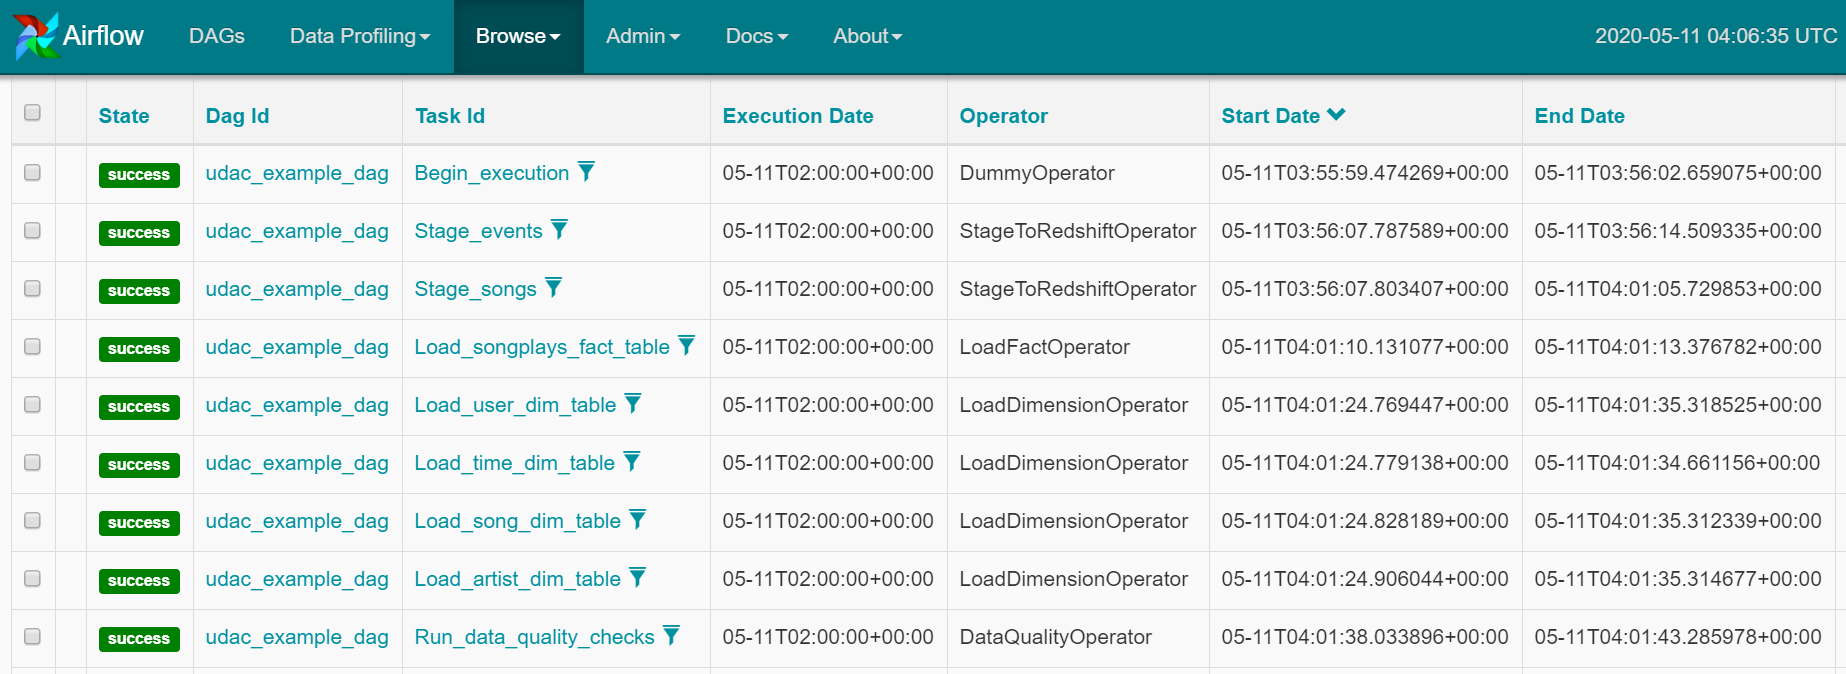 Airflow DAGs Data Profiling Browse Admin Docs About 2020-05-11 04:06:35 UTC
State Dag Id Task Id Execution Date Operator Start Date End Date
success udac_example_dag Begin_execution 05-11T02:00:00+00:00 DummyOperator 05-11T03:55:59.474269+00:00 05-11T03:56:02.659075+00:00
success udac_example_dag Stage_events 05-11T02:00:00+00:00 StageToRedshiftOperator 05-11T03:56:07.787589+00:00 05-11T03:56:14.509335+00:00
success udac_example_dag Stage_songs 05-11T02:00:00+00:00 StageToRedshiftOperator 05-11T03:56:07.803407+00:00 05-11T04:01:05.729853+00:00
success udac_example_dag Load_songplays_fact_table 05-11T02:00:00+00:00 LoadFactOperator 05-11T04:01:10.131077+00:00 05-11T04:01:13.376782+00:00
success udac_example_dag Load_user_dim_table 05-11T02:00:00+00:00 LoadDimensionOperator 05-11T04:01:24.769447+00:00 05-11T04:01:35.318525+00:00
success udac_example_dag Load_time_dim_table 05-11T02:00:00+00:00 LoadDimensionOperator 05-11T04:01:24.779138+00:00 05-11T04:01:34.661156+00:00
success udac_example_dag Load_song_dim_table 05-11T02:00:00+00:00 LoadDimensionOperator 05-11T04:01:24.828189+00:00 05-11T04:01:35.312339+00:00
success udac_example_dag Load_artist_dim_table 05-11T02:00:00+00:00 LoadDimensionOperator 05-11T04:01:24.906044+00:00 05-11T04:01:35.314677+00:00
success udac_example_dag Run_data_quality_checks 05-11T02:00:00+00:00 DataQualityOperator 05-11T04:01:38.033896+00:00 05-11T04:01:43.285978+00:00